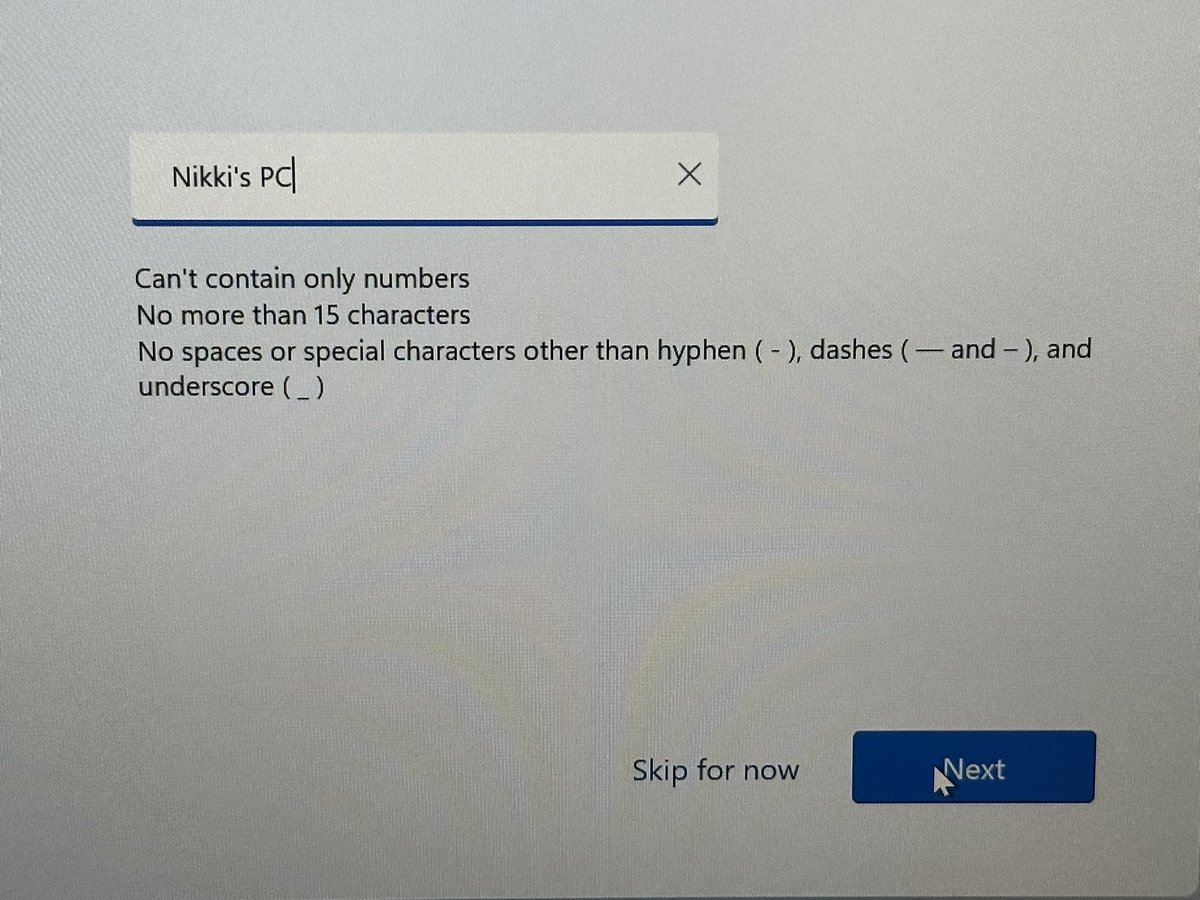 Nikki's PC
Can't contain only numbers
No more than 15 characters
No spaces or special characters other than hyphen ( - ), dashes ( — and – ), and
underscore ( _ )
Skip for now
Next